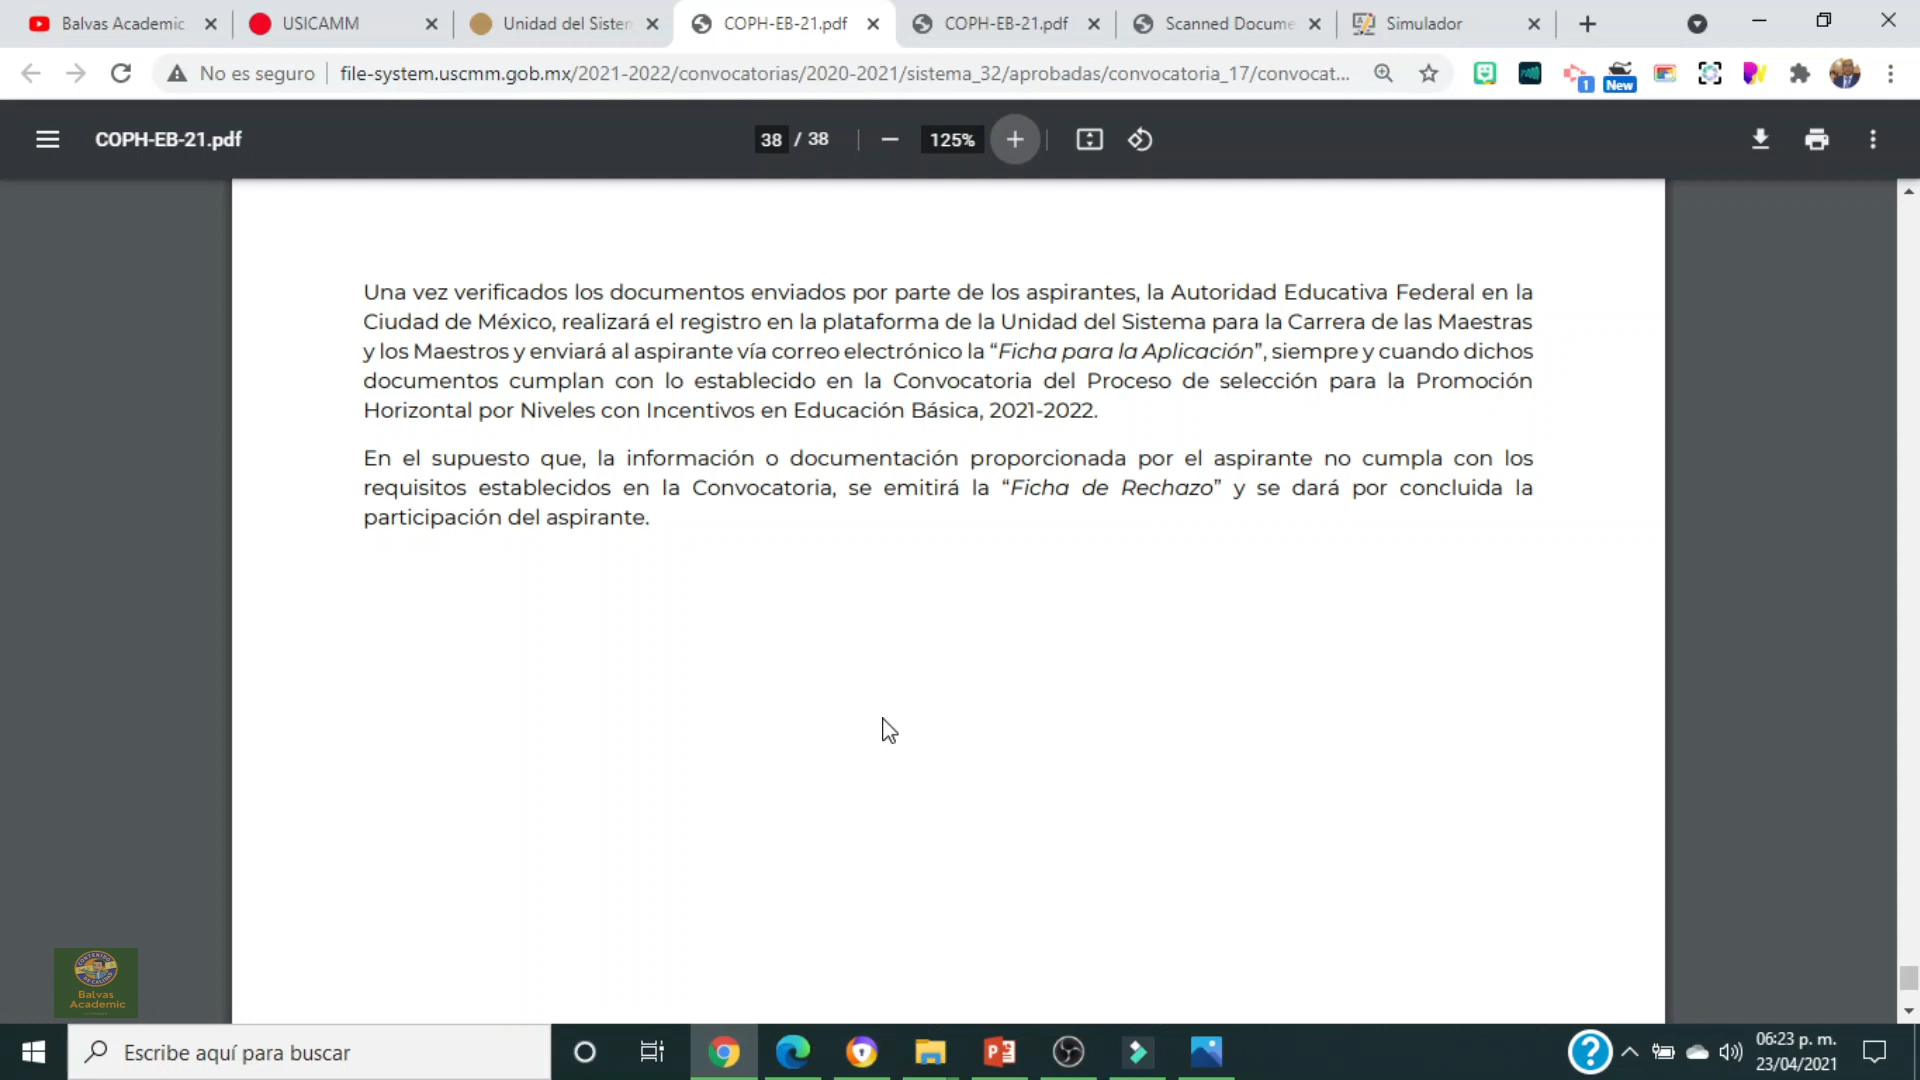 Balvas Academic
USICAMM
Unidad del Sister
COPH-EB-21.pdf
COPH-EB-21.pdf
Scanned Docume
Simulador
No es seguro
file-system.uscmm.gob.mx/2021-2022/convocatorias/2020-2021/sistema_32/aprobadas/convocatoria_17/convocat...
1
New
COPH-EB-21.pdf
38 / 38
125%
Una vez verificados los documentos enviados por parte de los aspirantes, la Autoridad Educativa Federal en la
Ciudad de México, realizará el registro en la plataforma de la Unidad del Sistema para la Carrera de las Maestras
y los Maestros y enviará al aspirante vía correo electrónico la “Ficha para la Aplicación”, siempre y cuando dichos
documentos cumplan con lo establecido en la Convocatoria del Proceso de selección para la Promoción
Horizontal por Niveles con Incentivos en Educación Básica, 2021-2022.
En el supuesto que, la información o documentación proporcionada por el aspirante no cumpla con los
requisitos establecidos en la Convocatoria, se emitirá la “Ficha de Rechazo” y se dará por concluida la
participación del aspirante.
CONTENIDO
DE CALIDAD
Balvas
Academic
Escribe aquí para buscar
06:23 p. m.
23/04/2021